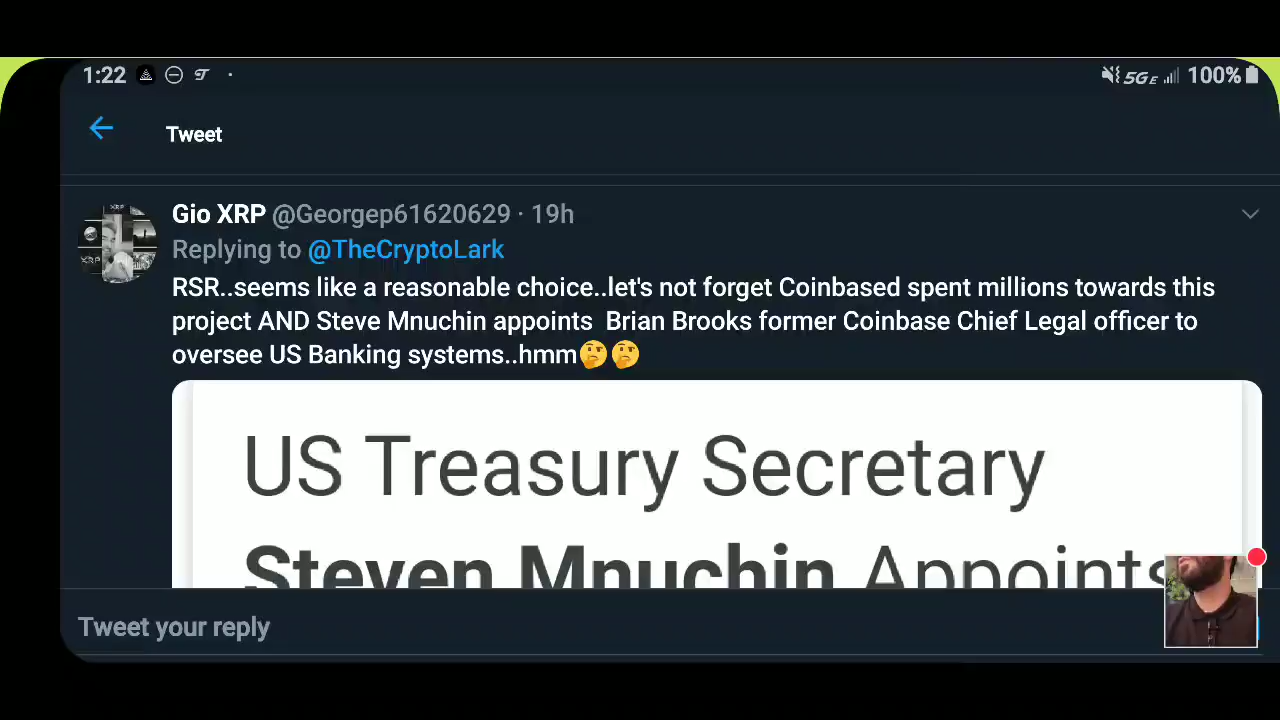 1:22
5GE 100%
Tweet
Gio XRP @Georgep61620629 · 19h
Replying to @TheCryptoLark
RSR..seems like a reasonable choice..let's not forget Coinbased spent millions towards this
project AND Steve Mnuchin appoints Brian Brooks former Coinbase Chief Legal officer to
oversee US Banking systems..hmm🤔🤔
US Treasury Secretary
Steven Mnuchin Appoints
Tweet your reply